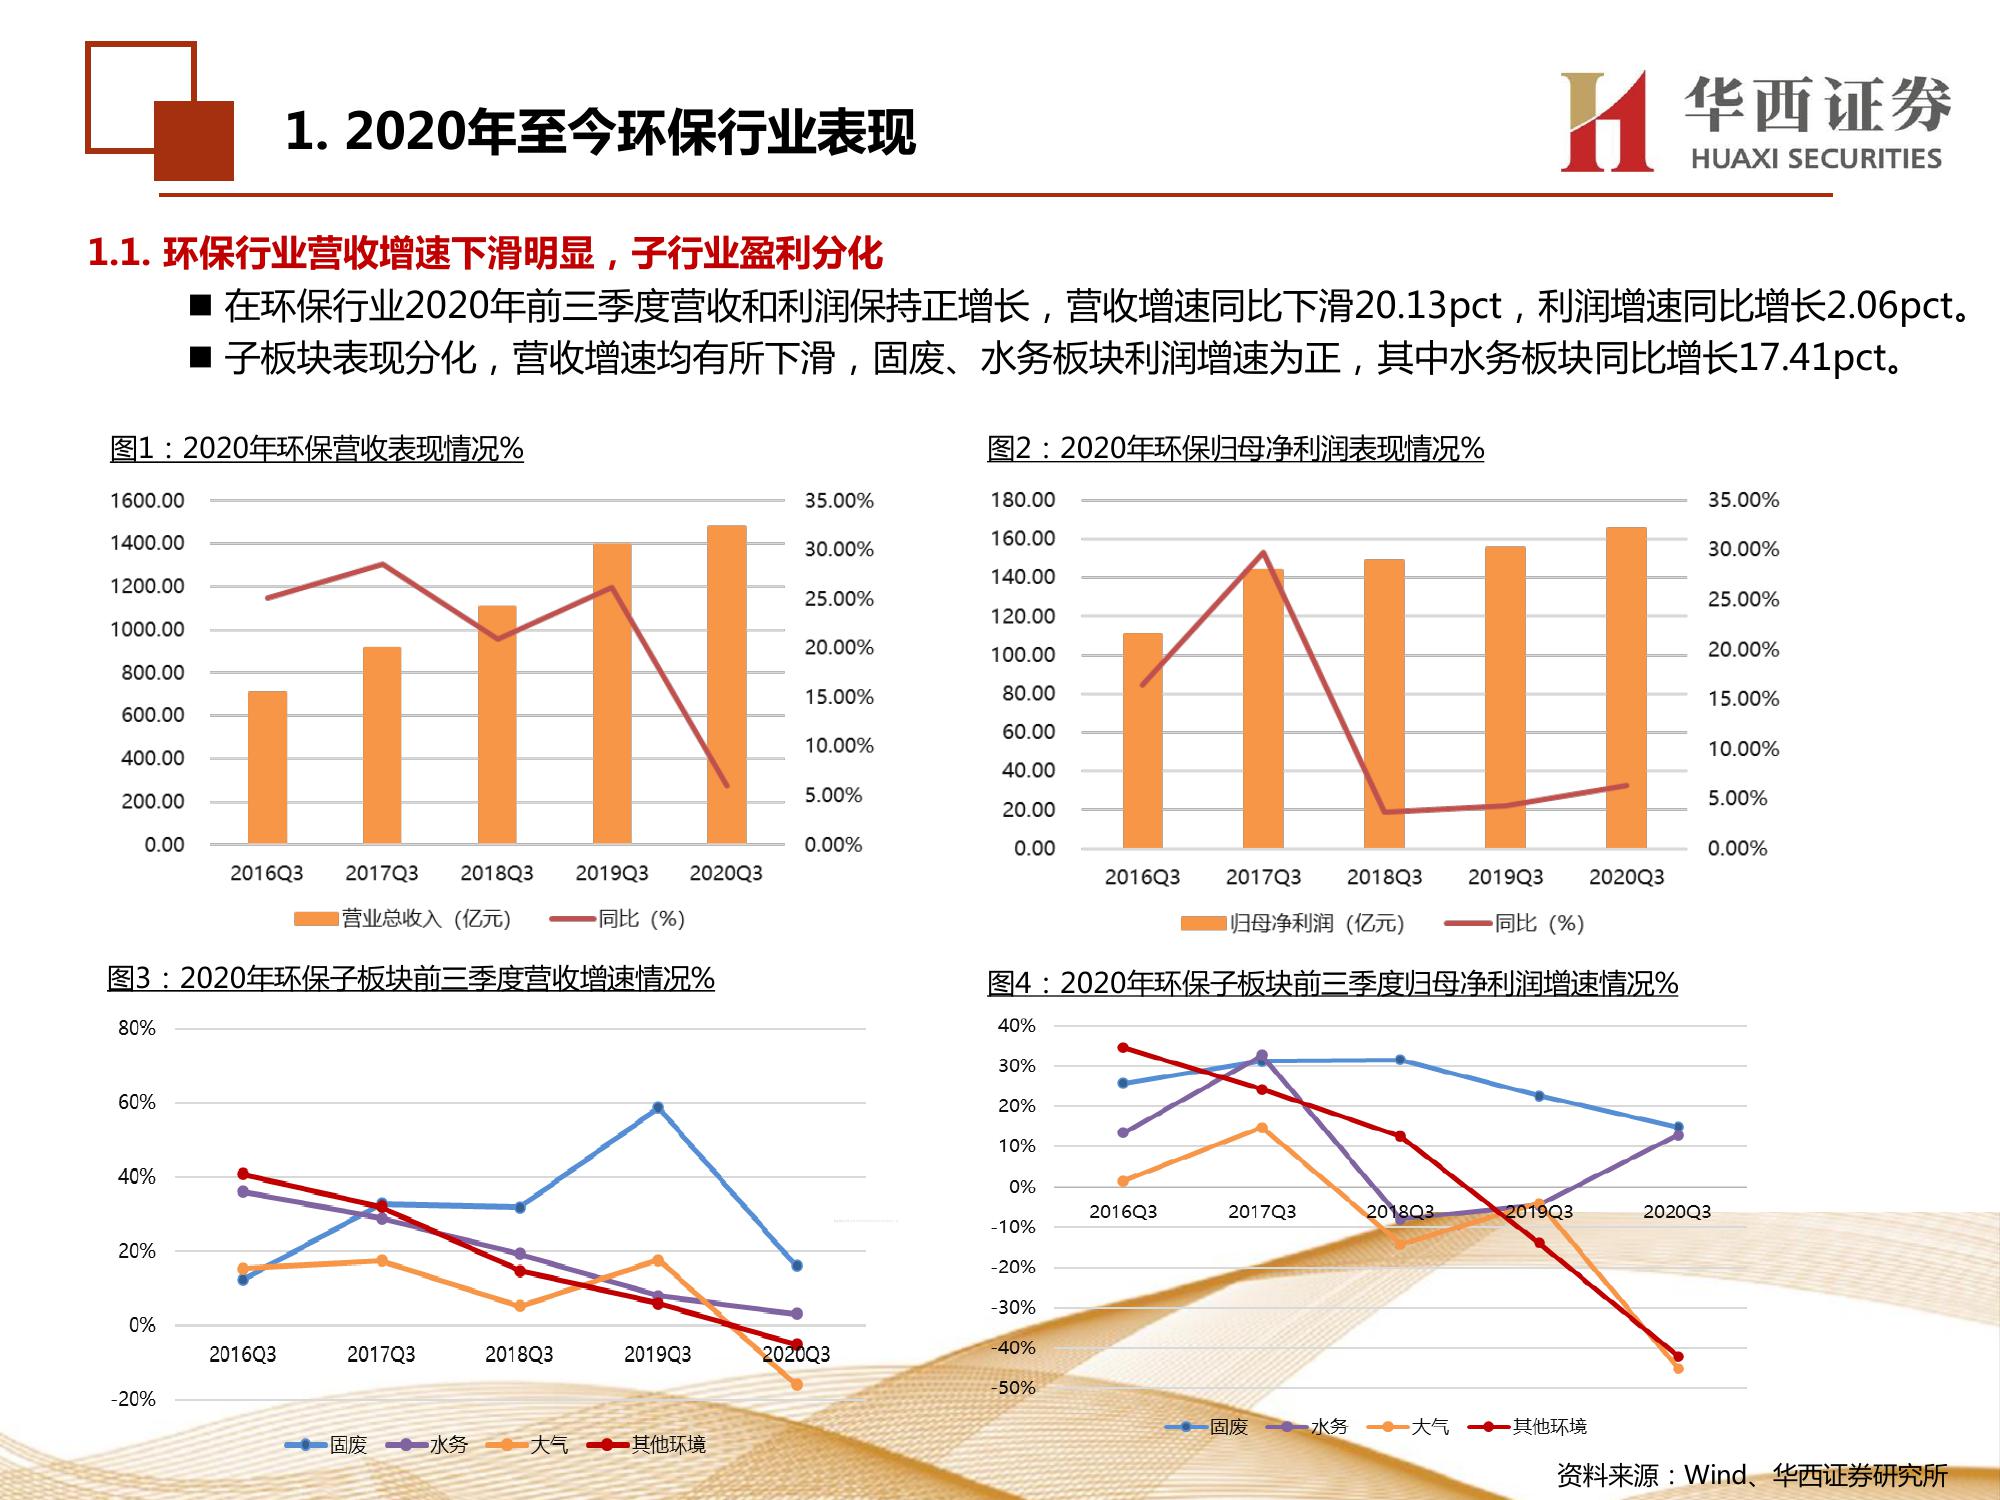 1. 2020年至今环保行业表现
华西证券
HUAXI SECURITIES
1.1. 环保行业营收增速下滑明显，子行业盈利分化
■ 在环保行业2020年前三季度营收和利润保持正增长，营收增速同比下滑20.13pct，利润增速同比增长2.06pct。
■ 子板块表现分化，营收增速均有所下滑，固废、水务板块利润增速为正，其中水务板块同比增长17.41pct。
图1：2020年环保营收表现情况%
1600.00
1400.00
1200.00
1000.00
800.00
600.00
400.00
200.00
0.00
35.00%
30.00%
25.00%
20.00%
15.00%
10.00%
5.00%
0.00%
2016Q3 2017Q3 2018Q3 2019Q3 2020Q3
营业总收入（亿元） 同比（%）
图2：2020年环保归母净利润表现情况%
180.00
160.00
140.00
120.00
100.00
80.00
60.00
40.00
20.00
0.00
35.00%
30.00%
25.00%
20.00%
15.00%
10.00%
5.00%
0.00%
2016Q3 2017Q3 2018Q3 2019Q3 2020Q3
归母净利润（亿元） 同比（%）
图3：2020年环保子板块前三季度营收增速情况%
80%
60%
40%
20%
0%
-20%
2016Q3 2017Q3 2018Q3 2019Q3 2020Q3
固废 水务 大气 其他环境
图4：2020年环保子板块前三季度归母净利润增速情况%
40%
30%
20%
10%
0%
-10%
-20%
-30%
-40%
-50%
2016Q3 2017Q3 2018Q3 2019Q3 2020Q3
固废 水务 大气 其他环境
资料来源：Wind、华西证券研究所